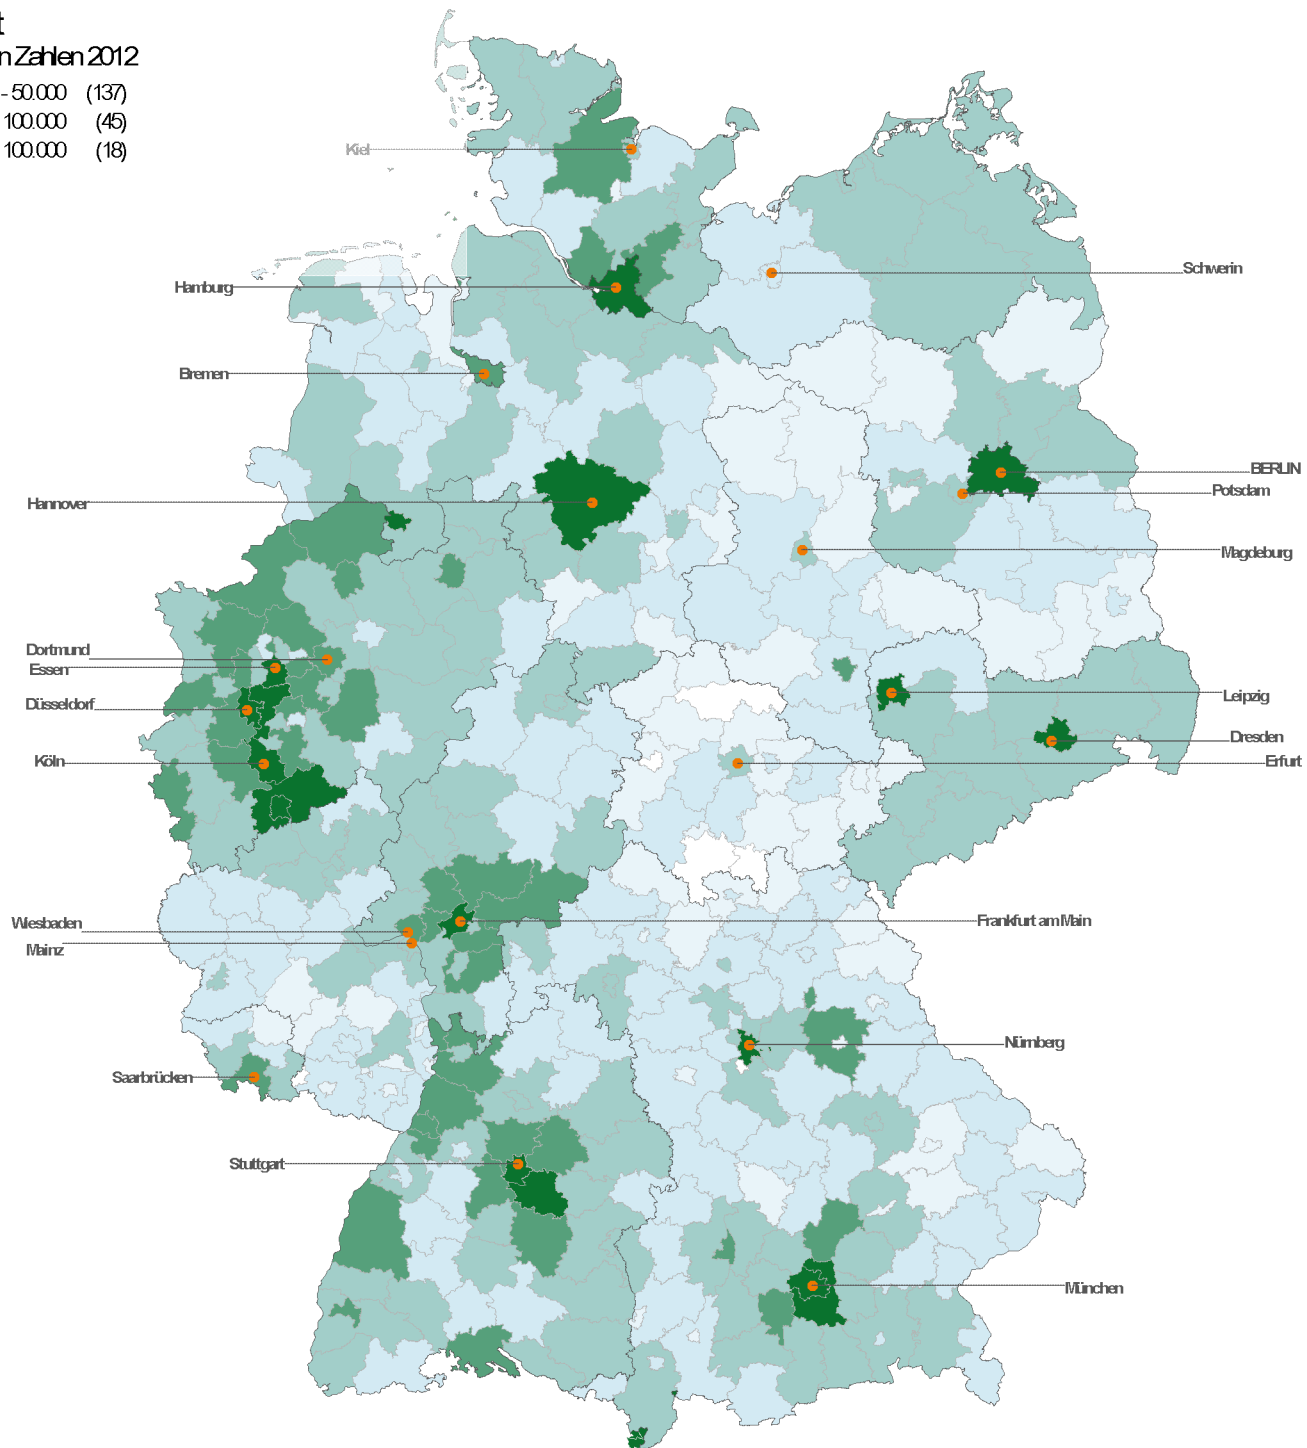 t
n Zahlen 2012
- 50.000 (137)
100.000 (45)
100.000 (18)
Kiel
Schwerin
Hamburg
Bremen
BERLIN
Potsdam
Hannover
Magdeburg
Dortmund
Essen
Düsseldorf
Leipzig
Dresden
Köln
Erfurt
Wiesbaden
Frankfurt am Main
Mainz
Nürnberg
Saarbrücken
Stuttgart
München